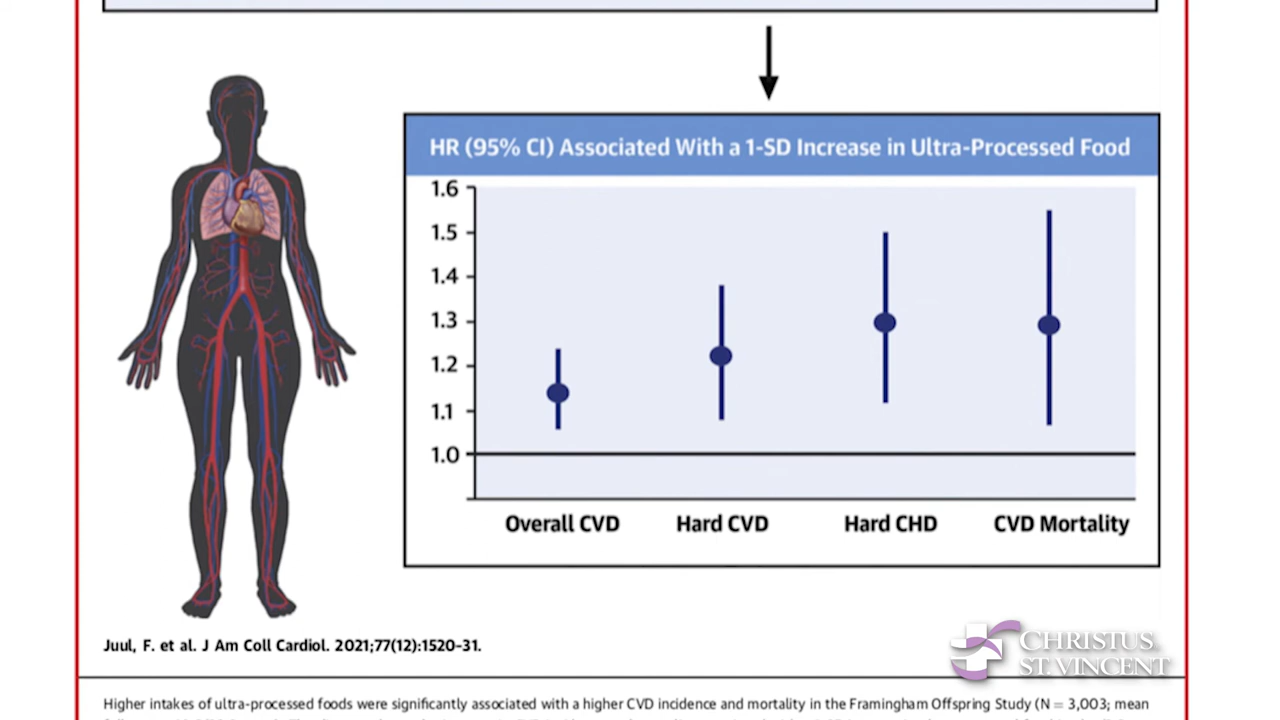 HR (95% CI) Associated With a 1-SD Increase in Ultra-Processed Food
1.6
1.5
1.4
1.3
1.2
1.1
1.0
Overall CVD Hard CVD Hard CHD CVD Mortality
Juul, F. et al. J Am Coll Cardiol. 2021;77(12):1520-31.
CHRISTUS
ST. VINCENT
Higher intakes of ultra-processed foods were significantly associated with a higher CVD incidence and mortality in the Framingham Offspring Study (N = 3,003; mean